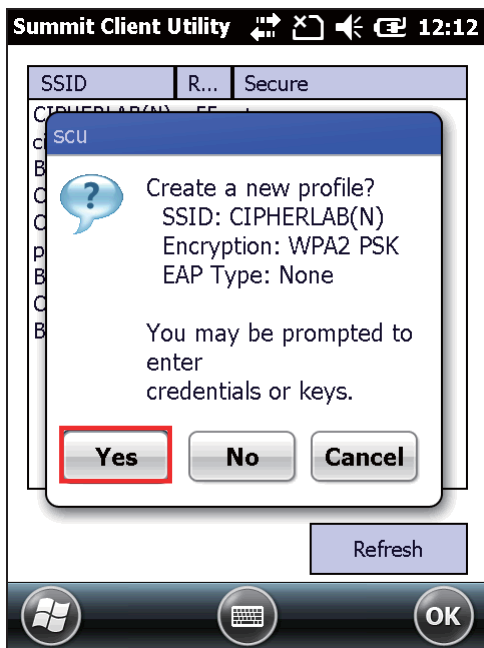 Summit Client Utility 12:12
SSID R... Secure
CIPHERLAB(N)
scu
Create a new profile?
SSID: CIPHERLAB(N)
Encryption: WPA2 PSK
EAP Type: None
You may be prompted to
enter
credentials or keys.
Yes No Cancel
Refresh
OK